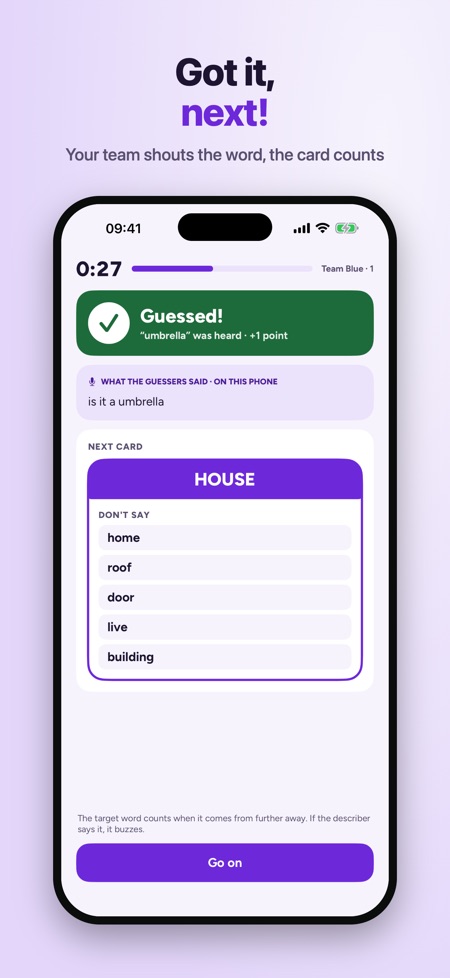 Got it,
next!
Your team shouts the word, the card counts
09:41
0:27
Team Blue · 1
Guessed!
“umbrella” was heard · +1 point
WHAT THE GUESSERS SAID · ON THIS PHONE
is it a umbrella
NEXT CARD
HOUSE
DON'T SAY
home
roof
door
live
building
The target word counts when it comes from further away. If the describer
says it, it buzzes.
Go on